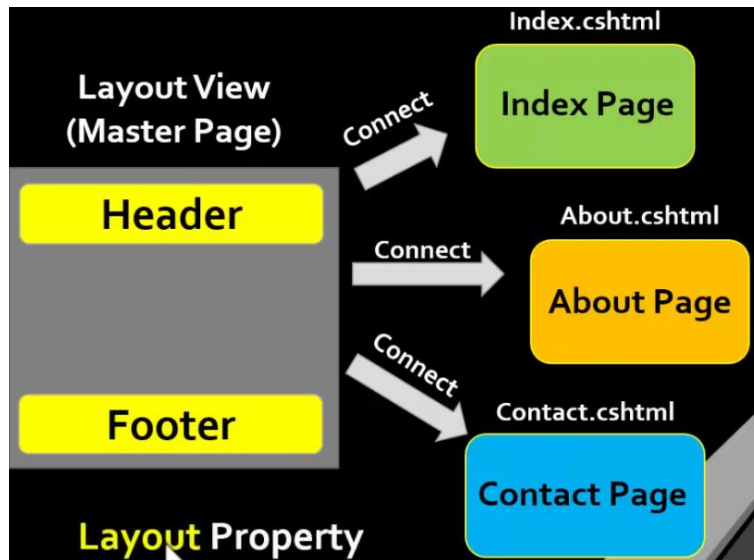 Layout View
(Master Page)
Header
Footer
Layout Property
Connect
Index.cshtml
Index Page
Connect
About.cshtml
About Page
Connect
Contact.cshtml
Contact Page